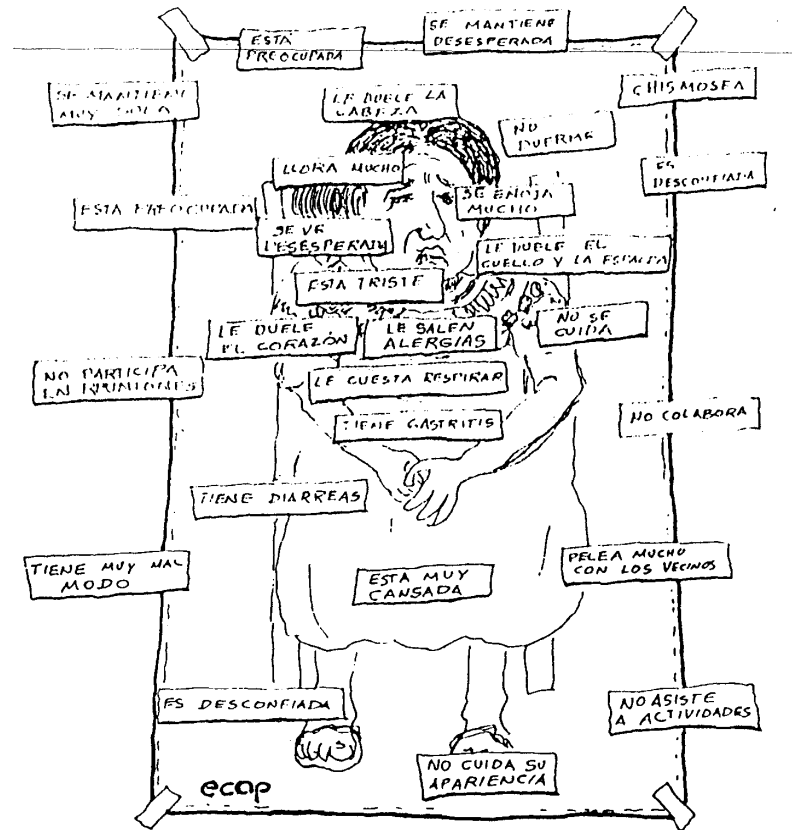 ESTA
PREOCUPADA
SE MANTIENE
DESESPERADA
SE MANTIENE
MUY SOLA
LE DUELE LA
CABEZA
CHISMOSEA
NO
DUERME
LLORA MUCHO
ES
DESCONFIADA
ESTA PREOCUPADA
SE ENOJA
MUCHO
SE VE
DESESPERADA
LE DUELE EL
CUELLO Y LA ESPALDA
ESTA TRISTE
LE DUELE
EL CORAZÓN
LE SALEN
ALERGIAS
NO SE
CUIDA
NO PARTICIPA
EN REUNIONES
LE CUESTA RESPIRAR
TIENE GASTRITIS
NO COLABORA
TIENE DIARREAS
TIENE MUY MAL
MODO
ESTA MUY
CANSADA
PELEA MUCHO
CON LOS VECINOS
ES DESCONFIADA
NO ASISTE
A ACTIVIDADES
NO CUIDA SU
APARIENCIA
ecap